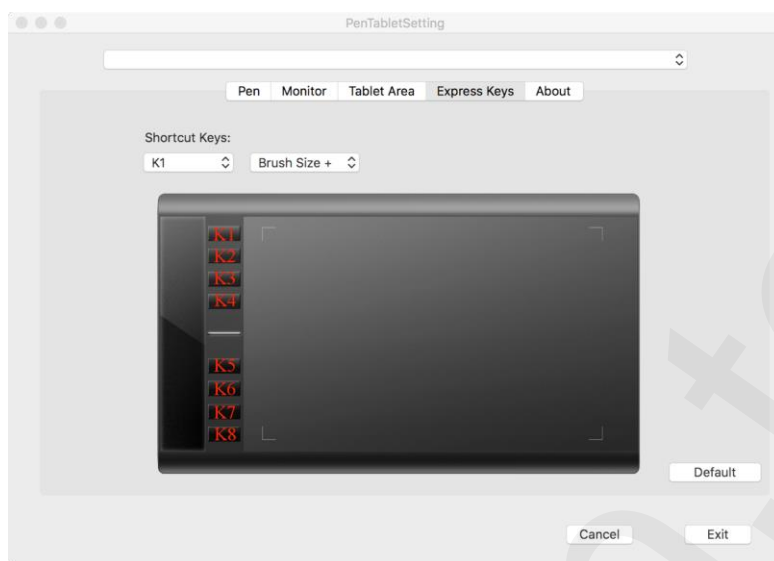 PenTabletSetting
Pen Monitor Tablet Area Express Keys About
Shortcut Keys:
K1 Brush Size +
K1
K2
K3
K4
K5
K6
K7
K8
Default
Cancel Exit